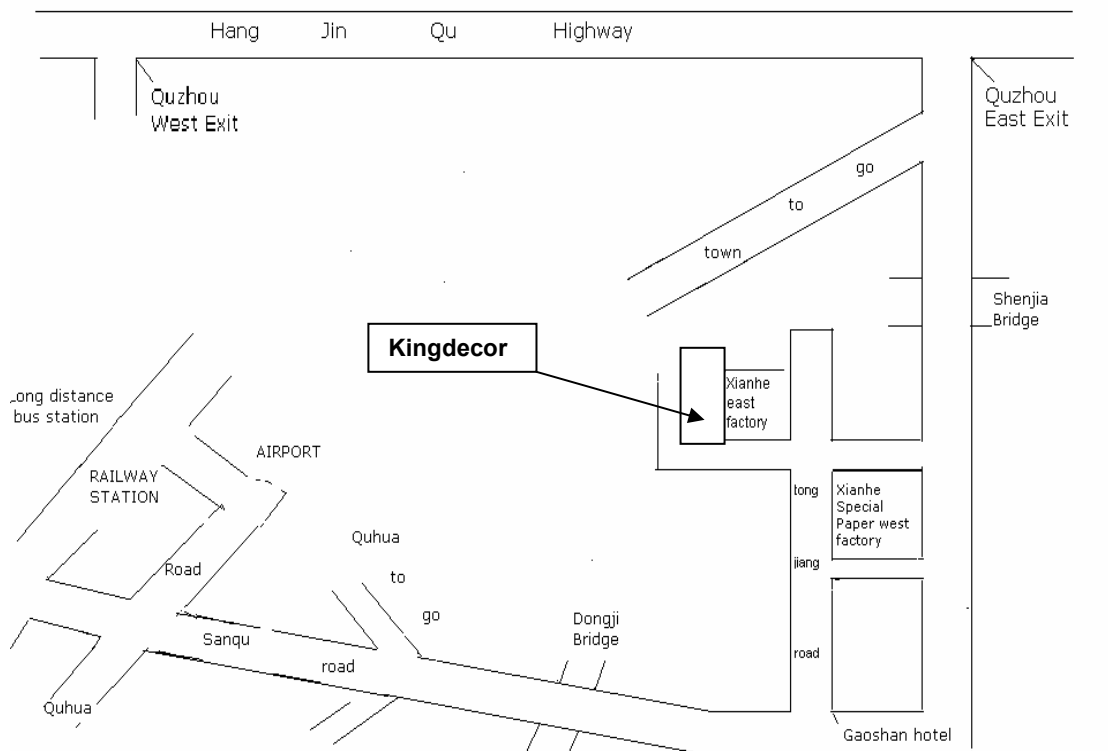 Hang Jin Qu Highway
Quzhou
West Exit
Quzhou
East Exit
go
to
town
Shenjia
Bridge
Kingdecor
Xianhe
east
factory
ong distance
bus station
AIRPORT
RAILWAY
STATION
tong
Xianhe
Special
Paper west
factory
Quhua
to
go
jiang
Road
Dongji
Bridge
Sanqu
road
road
Quhua
Gaoshan hotel